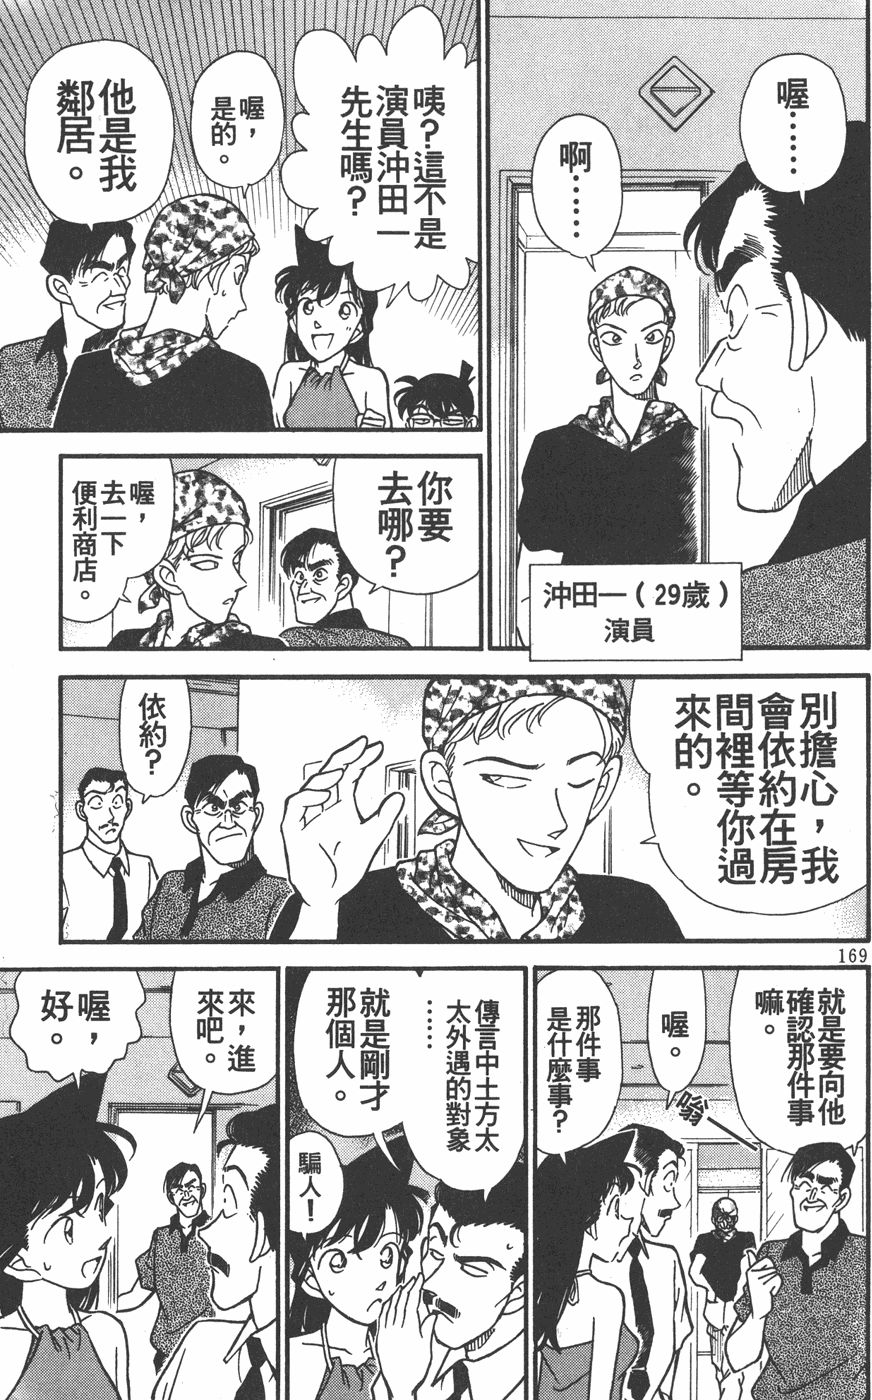 喔……
啊……
沖田一（29歲）
演員
咦？這不是
演員沖田一
先生嗎？
喔，
是的。
他是我
鄰居。
你要
去哪？
喔，
去一下
便利商店。
別擔心，我
會依約在房
間裡等你過
來的。
依約？
169
就是要向他
確認那件事
嘛。
嗡
喔。
那件事
是什麼事？
傳言中土方太
太外遇的對象
……
就是剛才
那個人。
騙人！
來，進
來吧。
喔，
好。